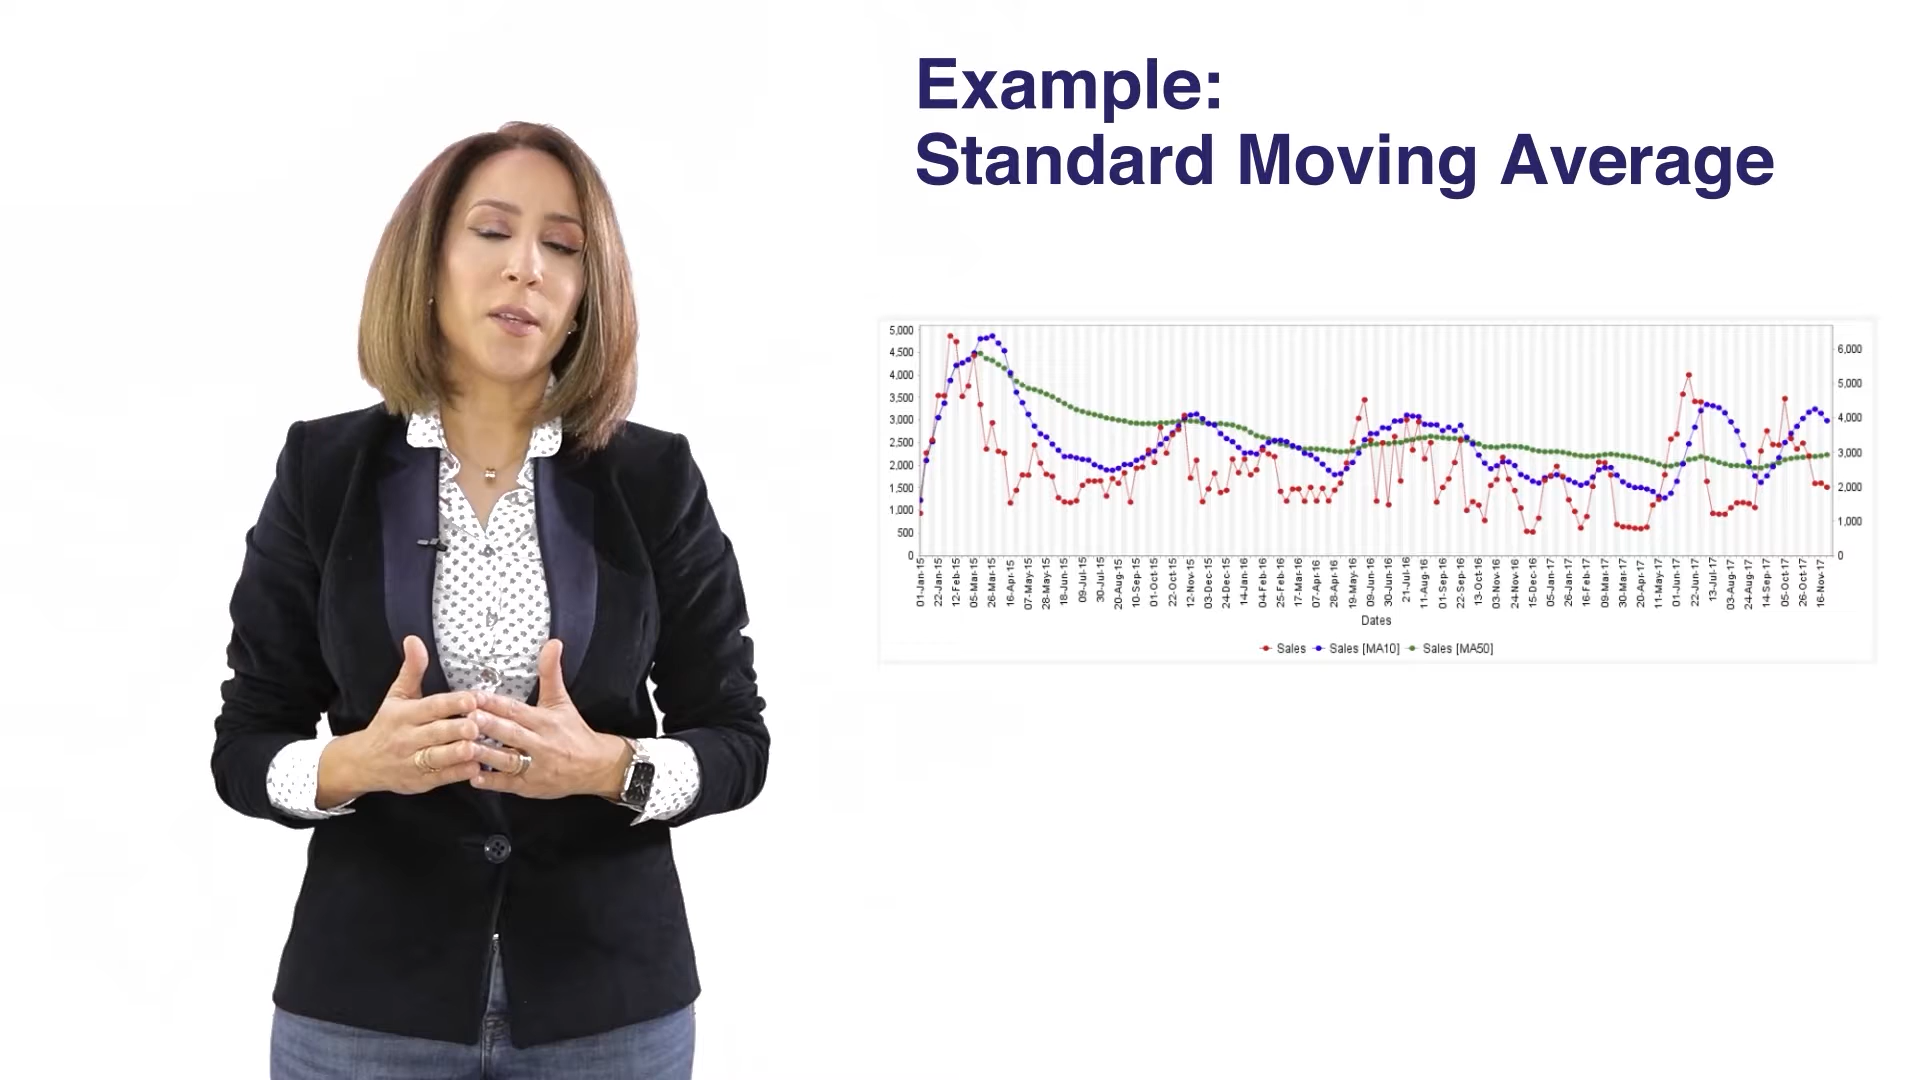 Example:
Standard Moving Average
5,000
4,500
4,000
3,500
3,000
2,500
2,000
1,500
1,000
500
0
6,000
5,000
4,000
3,000
2,000
1,000
0
01-Jan-15
22-Jan-15
12-Feb-15
05-Mar-15
26-Mar-15
16-Apr-15
07-May-15
28-May-15
18-Jun-15
09-Jul-15
30-Jul-15
20-Aug-15
10-Sep-15
01-Oct-15
22-Oct-15
12-Nov-15
03-Dec-15
24-Dec-15
14-Jan-16
04-Feb-16
25-Feb-16
17-Mar-16
07-Apr-16
28-Apr-16
19-May-16
09-Jun-16
30-Jun-16
21-Jul-16
11-Aug-16
01-Sep-16
22-Sep-16
13-Oct-16
03-Nov-16
24-Nov-16
15-Dec-16
05-Jan-17
26-Jan-17
16-Feb-17
09-Mar-17
30-Mar-17
20-Apr-17
11-May-17
01-Jun-17
22-Jun-17
13-Jul-17
03-Aug-17
24-Aug-17
14-Sep-17
05-Oct-17
26-Oct-17
16-Nov-17
Dates
Sales Sales [MA10] Sales [MA50]